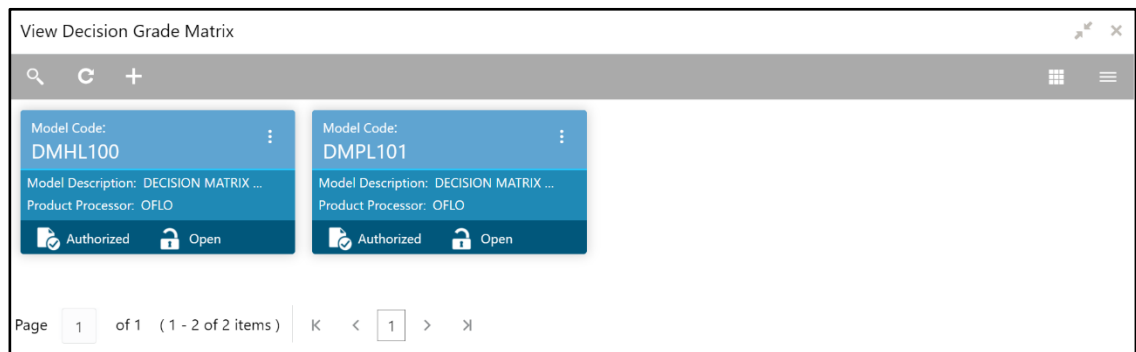 View Decision Grade Matrix
Model Code:
DMHL100
Model Description: DECISION MATRIX ...
Product Processor: OFLO
Authorized Open
Model Code:
DMPL101
Model Description: DECISION MATRIX ...
Product Processor: OFLO
Authorized Open
Page 1 of 1 ( 1 - 2 of 2 items ) 1